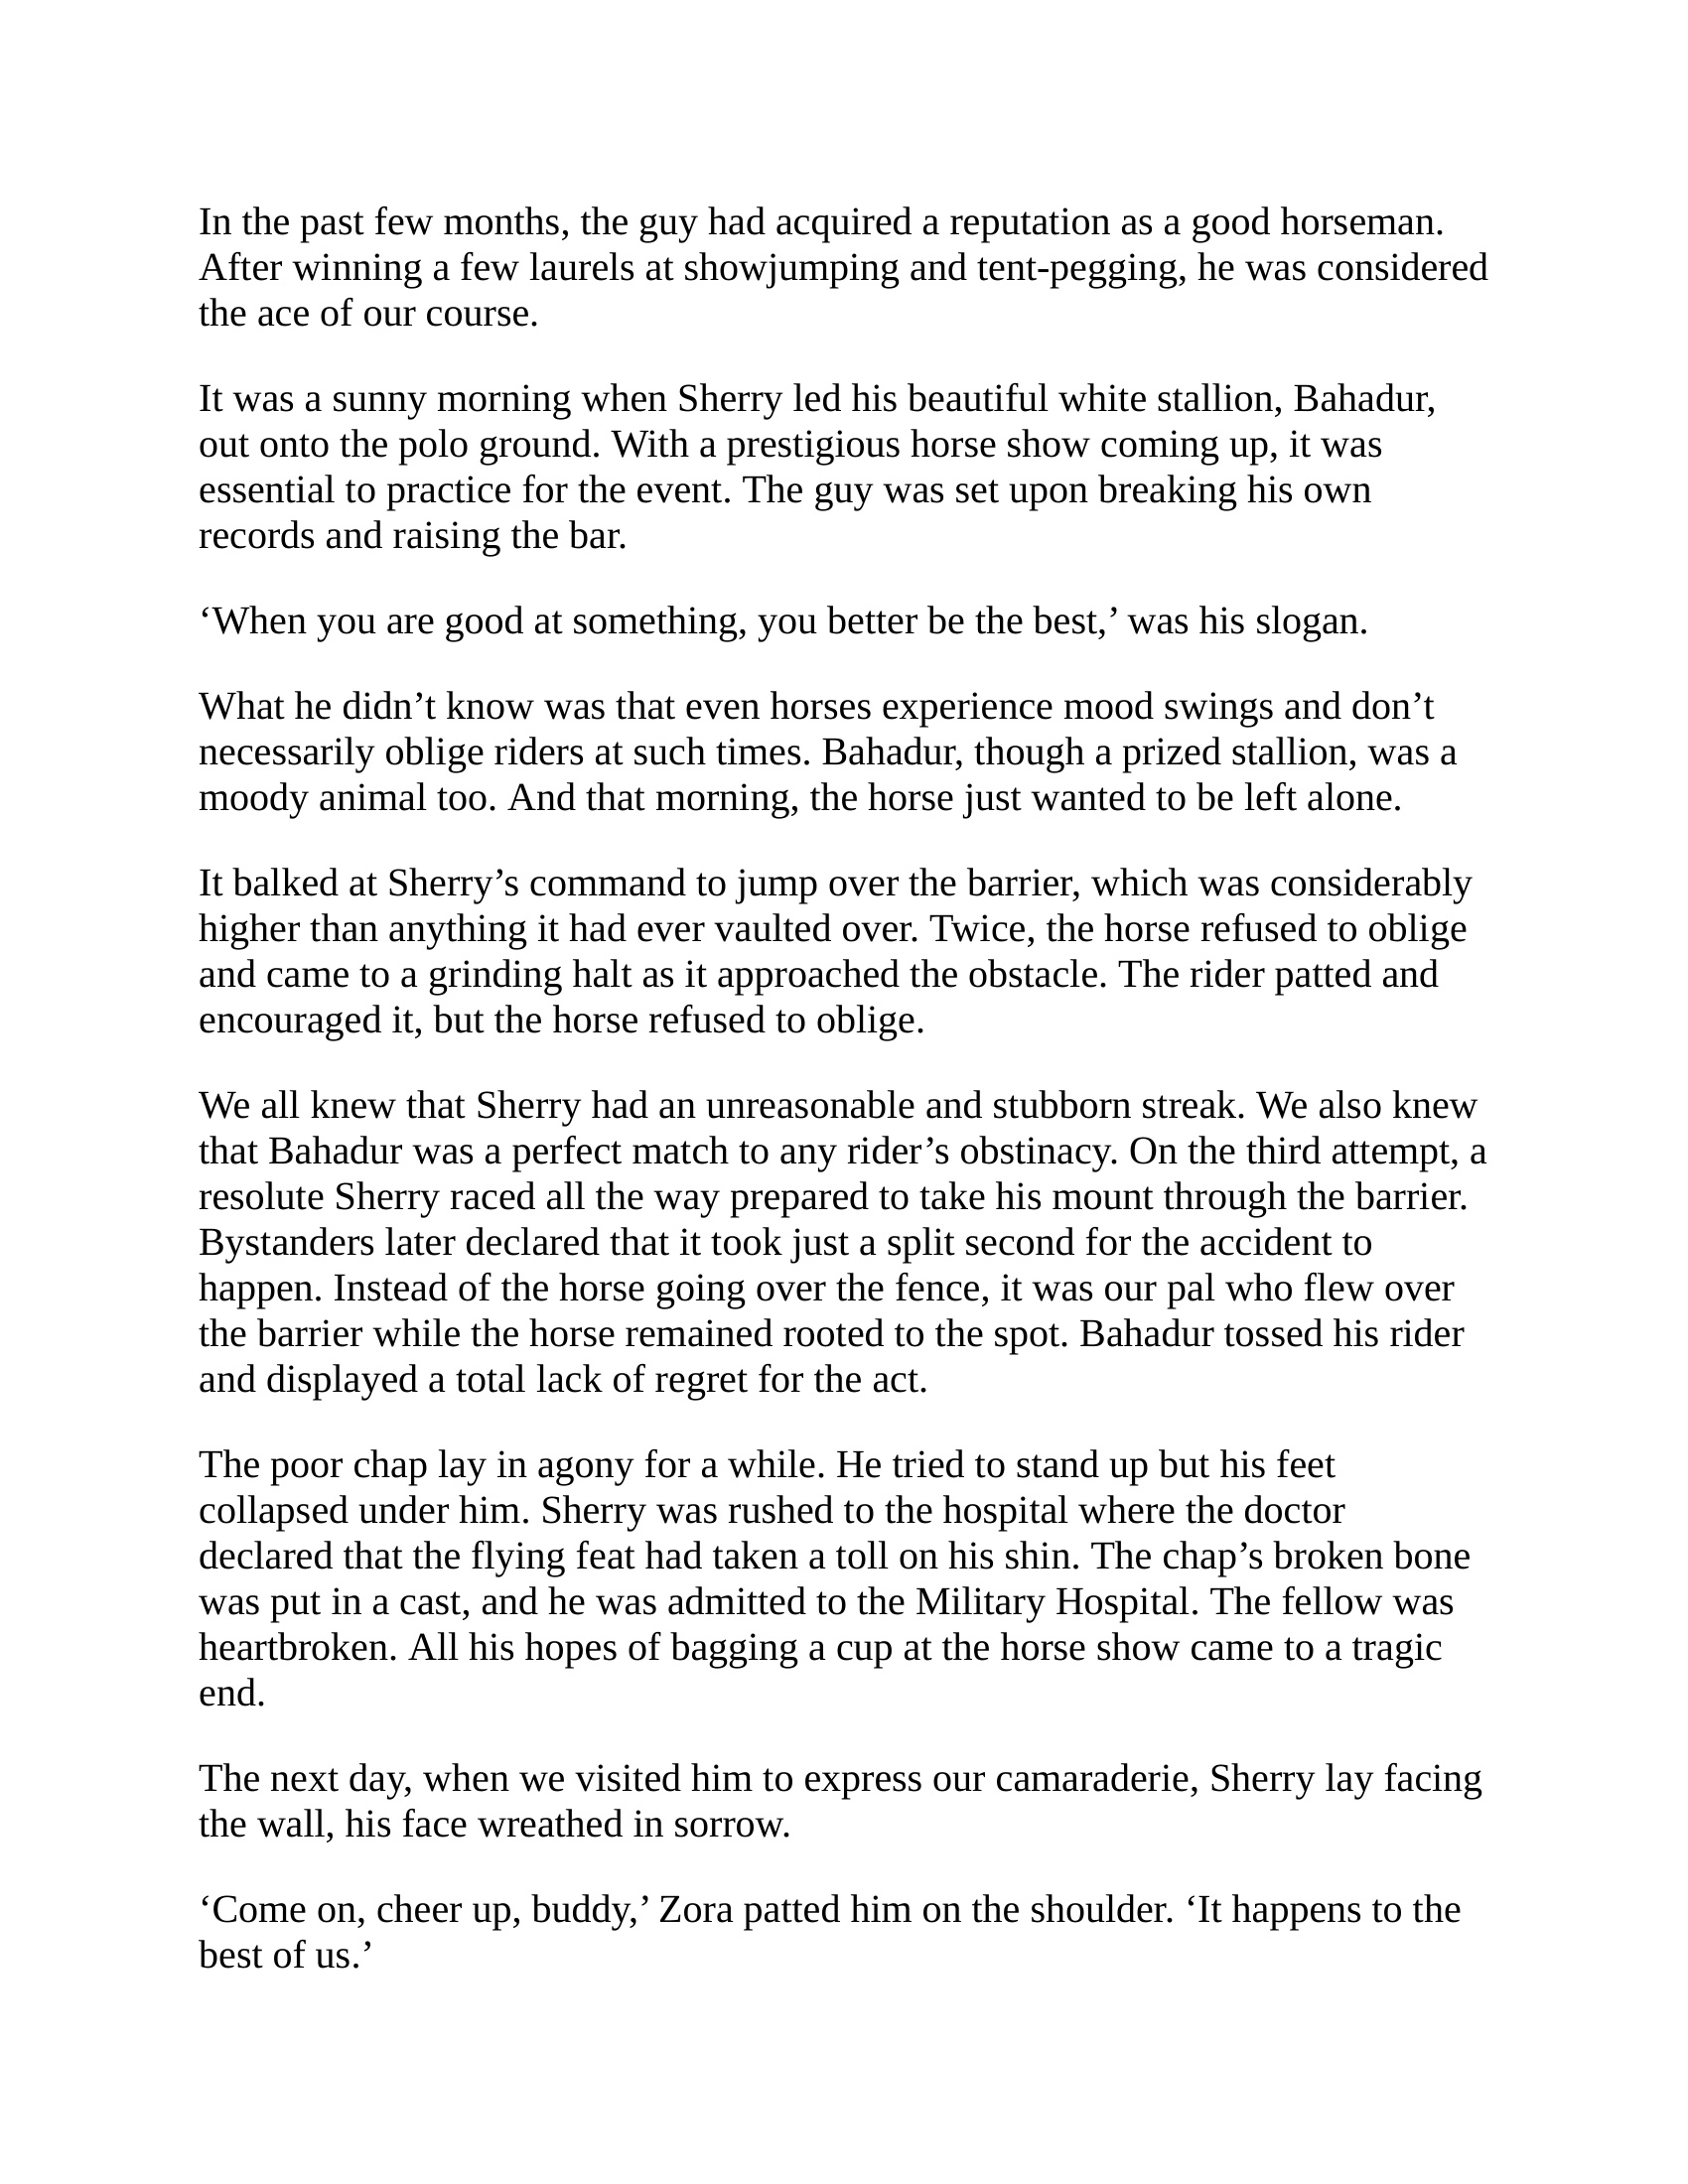 In the past few months, the guy had acquired a reputation as a good horseman.
After winning a few laurels at showjumping and tent-pegging, he was considered
the ace of our course.
It was a sunny morning when Sherry led his beautiful white stallion, Bahadur,
out onto the polo ground. With a prestigious horse show coming up, it was
essential to practice for the event. The guy was set upon breaking his own
records and raising the bar.
‘When you are good at something, you better be the best,’ was his slogan.
What he didn’t know was that even horses experience mood swings and don’t
necessarily oblige riders at such times. Bahadur, though a prized stallion, was a
moody animal too. And that morning, the horse just wanted to be left alone.
It balked at Sherry’s command to jump over the barrier, which was considerably
higher than anything it had ever vaulted over. Twice, the horse refused to oblige
and came to a grinding halt as it approached the obstacle. The rider patted and
encouraged it, but the horse refused to oblige.
We all knew that Sherry had an unreasonable and stubborn streak. We also knew
that Bahadur was a perfect match to any rider’s obstinacy. On the third attempt, a
resolute Sherry raced all the way prepared to take his mount through the barrier.
Bystanders later declared that it took just a split second for the accident to
happen. Instead of the horse going over the fence, it was our pal who flew over
the barrier while the horse remained rooted to the spot. Bahadur tossed his rider
and displayed a total lack of regret for the act.
The poor chap lay in agony for a while. He tried to stand up but his feet
collapsed under him. Sherry was rushed to the hospital where the doctor
declared that the flying feat had taken a toll on his shin. The chap’s broken bone
was put in a cast, and he was admitted to the Military Hospital. The fellow was
heartbroken. All his hopes of bagging a cup at the horse show came to a tragic
end.
The next day, when we visited him to express our camaraderie, Sherry lay facing
the wall, his face wreathed in sorrow.
‘Come on, cheer up, buddy,’ Zora patted him on the shoulder. ‘It happens to the
best of us.’